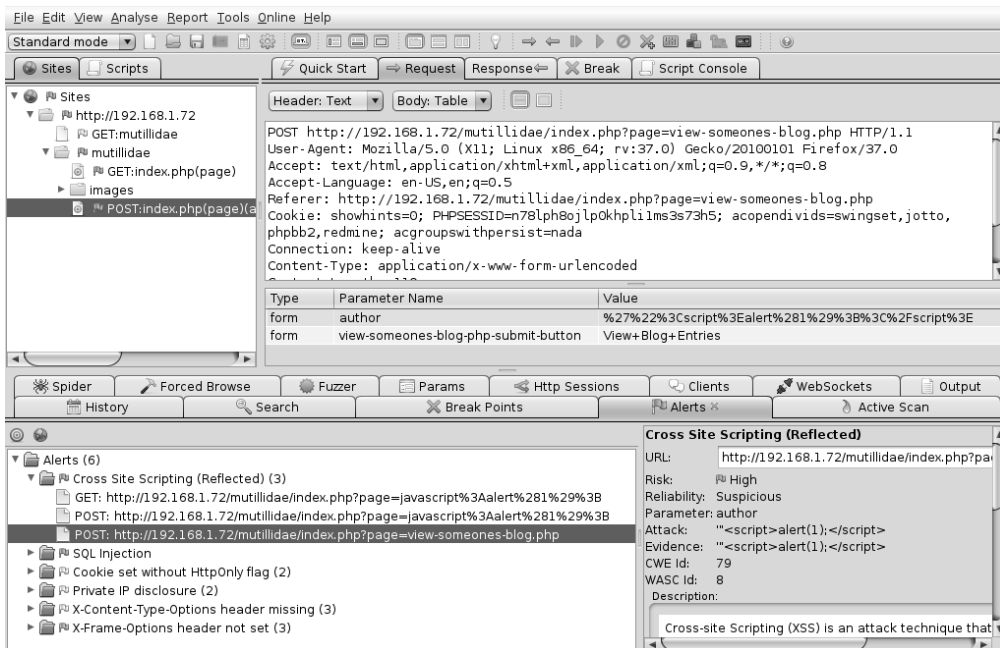 File Edit View Analyse Report Tools Online Help
Standard mode
Sites Scripts
Quick Start Request Response Break Script Console
Sites
http://192.168.1.72
GET:mutillidae
mutillidae
GET:index.php(page)
images
POST:index.php(page)(a
Header: Text Body: Table
POST http://192.168.1.72/mutillidae/index.php?page=view-someones-blog.php HTTP/1.1
User-Agent: Mozilla/5.0 (X11; Linux x86_64; rv:37.0) Gecko/20100101 Firefox/37.0
Accept: text/html,application/xhtml+xml,application/xml;q=0.9,*/*;q=0.8
Accept-Language: en-US,en;q=0.5
Referer: http://192.168.1.72/mutillidae/index.php?page=view-someones-blog.php
Cookie: showhints=0; PHPSESSID=n78lph8ojlp0khpli1ms3s73h5; acopendivids=swingset,jotto,
phpbb2,redmine; acgroupswithpersist=nada
Connection: keep-alive
Content-Type: application/x-www-form-urlencoded
Type Parameter Name Value
form author %27%22%3Cscript%3Ealert%281%29%3B%3C%2Fscript%3E
form view-someones-blog-php-submit-button View+Blog+Entries
Spider Forced Browse Fuzzer Params Http Sessions Clients WebSockets Output
History Search Break Points Alerts Active Scan
Alerts (6)
Cross Site Scripting (Reflected) (3)
GET: http://192.168.1.72/mutillidae/index.php?page=javascript%3Aalert%281%29%3B
POST: http://192.168.1.72/mutillidae/index.php?page=javascript%3Aalert%281%29%3B
POST: http://192.168.1.72/mutillidae/index.php?page=view-someones-blog.php
SQL Injection
Cookie set without HttpOnly flag (2)
Private IP disclosure (2)
X-Content-Type-Options header missing (3)
X-Frame-Options header not set (3)
Cross Site Scripting (Reflected)
URL: http://192.168.1.72/mutillidae/index.php?pa
Risk: High
Reliability: Suspicious
Parameter: author
Attack: '"<script>alert(1);</script>
Evidence: '"<script>alert(1);</script>
CWE Id: 79
WASC Id: 8
Description:
Cross-site Scripting (XSS) is an attack technique that